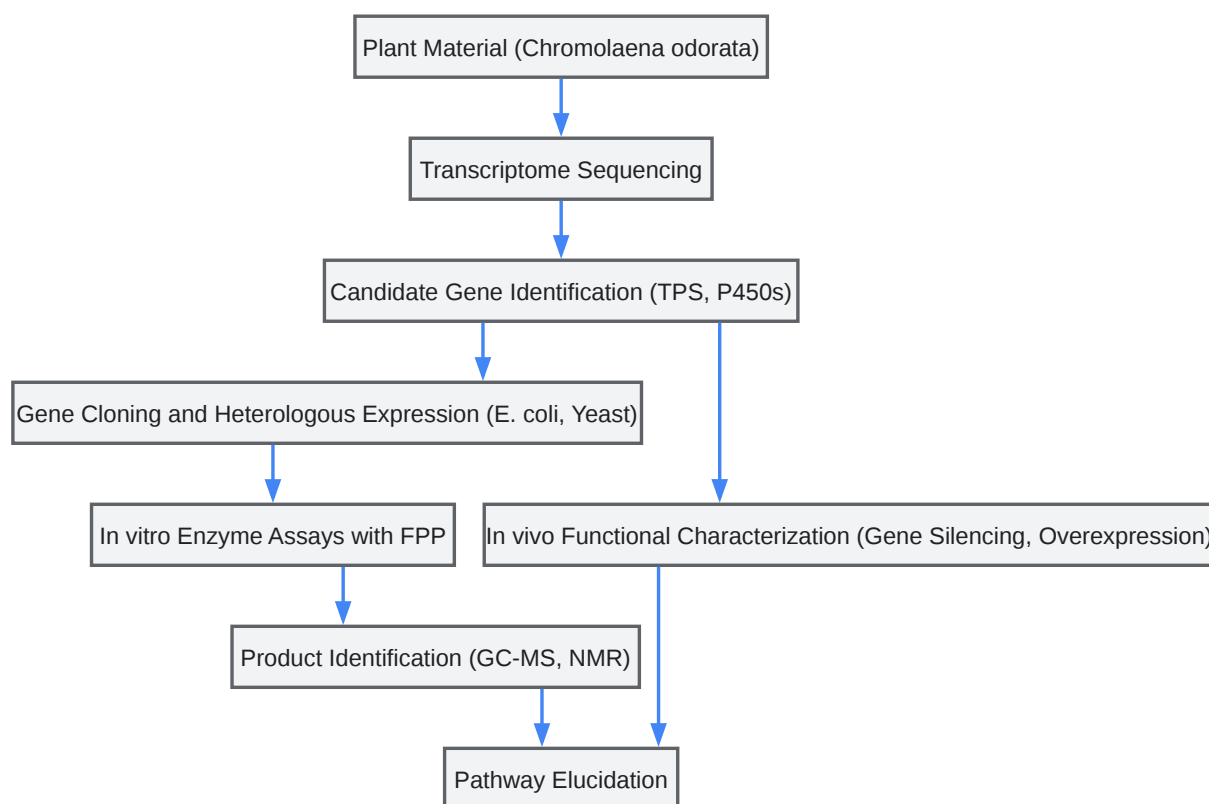 Plant Material (Chromolaena odorata)
Transcriptome Sequencing
Candidate Gene Identification (TPS, P450s)
Gene Cloning and Heterologous Expression (E. coli, Yeast)
In vitro Enzyme Assays with FPP
In vivo Functional Characterization (Gene Silencing, Overexpression)
Product Identification (GC-MS, NMR)
Pathway Elucidation